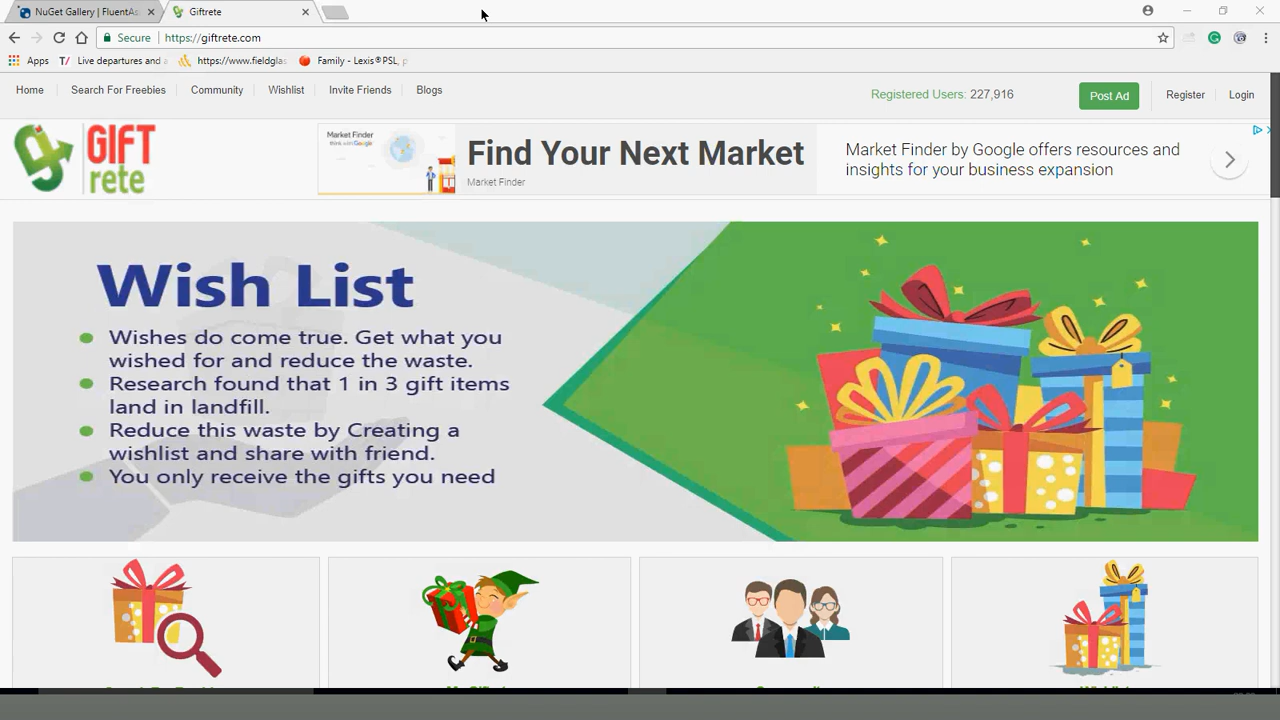 NuGet Gallery | FluentAs
Giftrete
Secure
https://giftrete.com
Apps
Live departures and
https://www.fieldglas
Family - Lexis®PSL, p
Home
Search For Freebies
Community
Wishlist
Invite Friends
Blogs
Registered Users: 227,916
Post Ad
Register
Login
GIFT
rete
Market Finder
think with Google
Find Your Next Market
Market Finder
Market Finder by Google offers resources and
insights for your business expansion
Wish List
Wishes do come true. Get what you
wished for and reduce the waste.
Research found that 1 in 3 gift items
land in landfill.
Reduce this waste by Creating a
wishlist and share with friend.
You only receive the gifts you need